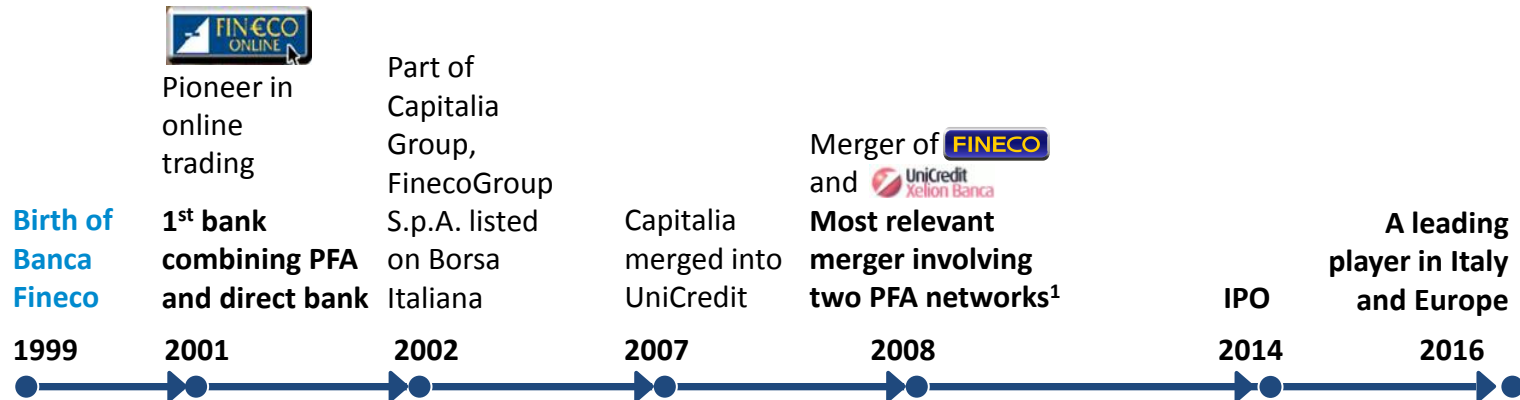 FIN€CO
ONLINE
Pioneer in
online
trading
1st bank
combining PFA
and direct bank
Part of
Capitalia
Group,
FinecoGroup
S.p.A. listed
on Borsa
Italiana
Merger of FINECO
and UniCredit
Xelion Banca
Most relevant
merger involving
two PFA networks1
Birth of
Banca
Fineco
Capitalia
merged into
UniCredit
IPO
A leading
player in Italy
and Europe
1999 2001 2002 2007 2008 2014 2016